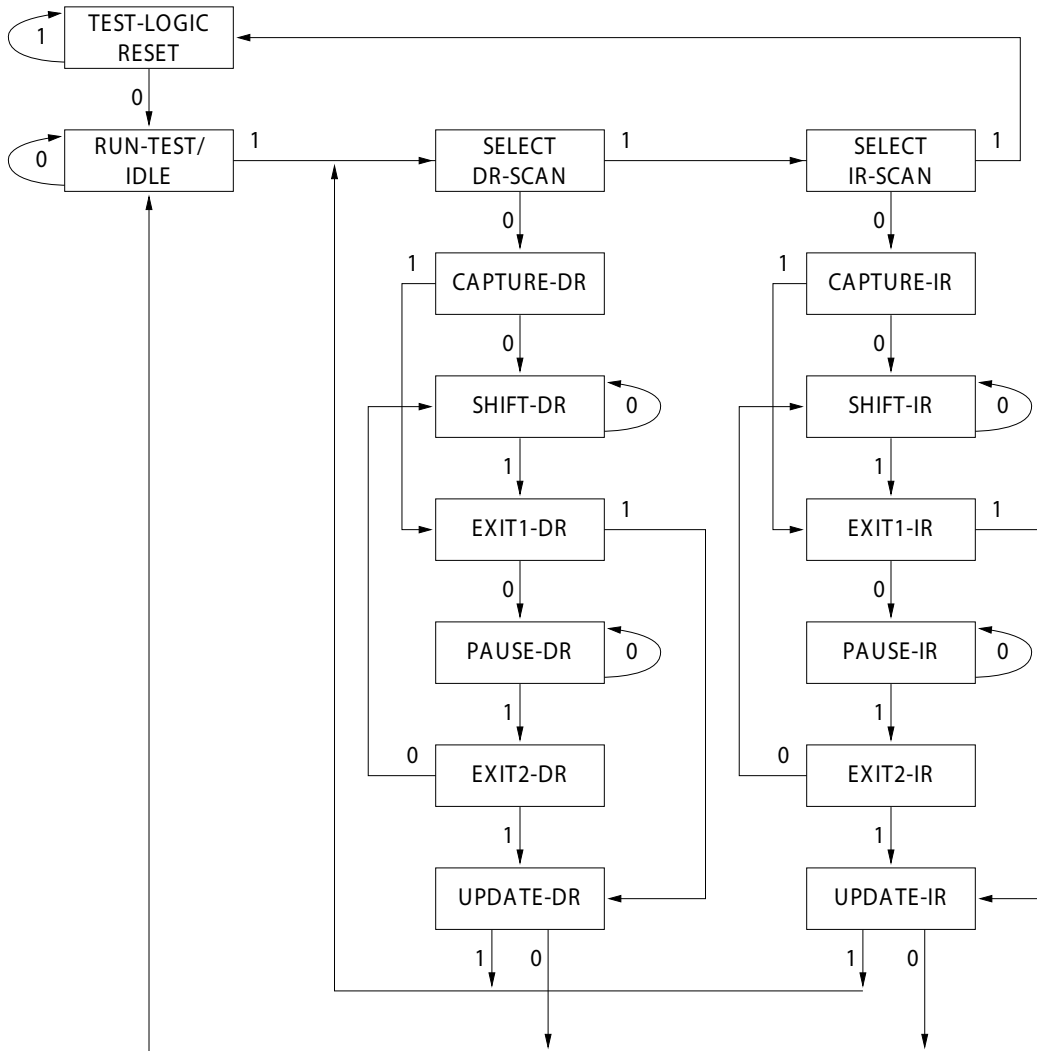 TEST-LOGIC
RESET
1
0
RUN-TEST/
IDLE
0
1
SELECT
DR-SCAN
1
SELECT
IR-SCAN
1
0
0
1
CAPTURE-DR
1
CAPTURE-IR
0
0
SHIFT-DR
0
SHIFT-IR
0
1
1
EXIT1-DR
1
EXIT1-IR
1
0
0
PAUSE-DR
0
PAUSE-IR
0
1
1
0
EXIT2-DR
0
EXIT2-IR
1
1
UPDATE-DR
UPDATE-IR
1
0
1
0